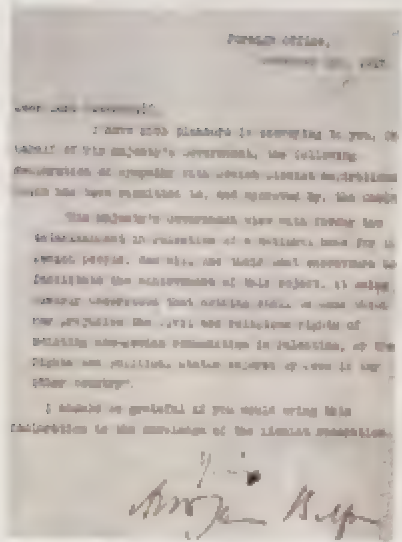 Foreign Office,
1917
Dear Lord
I have much pleasure in conveying to you, on
behalf of His Majesty's Government, the following
declaration of sympathy with Jewish Zionist aspirations
which has been submitted to, and approved by, the
His Majesty's Government view with favour the
establishment in Palestine of a national home for
Jewish people, and will use their best endeavours to
facilitate the achievement of this object, it being
clearly understood that nothing shall be done which
may prejudice the civil and religious rights of
existing non-Jewish communities in Palestine, or the
rights and political status enjoyed by Jews in any
other country".
I should be grateful if you would bring this
declaration to the knowledge of the Zionist Federation.